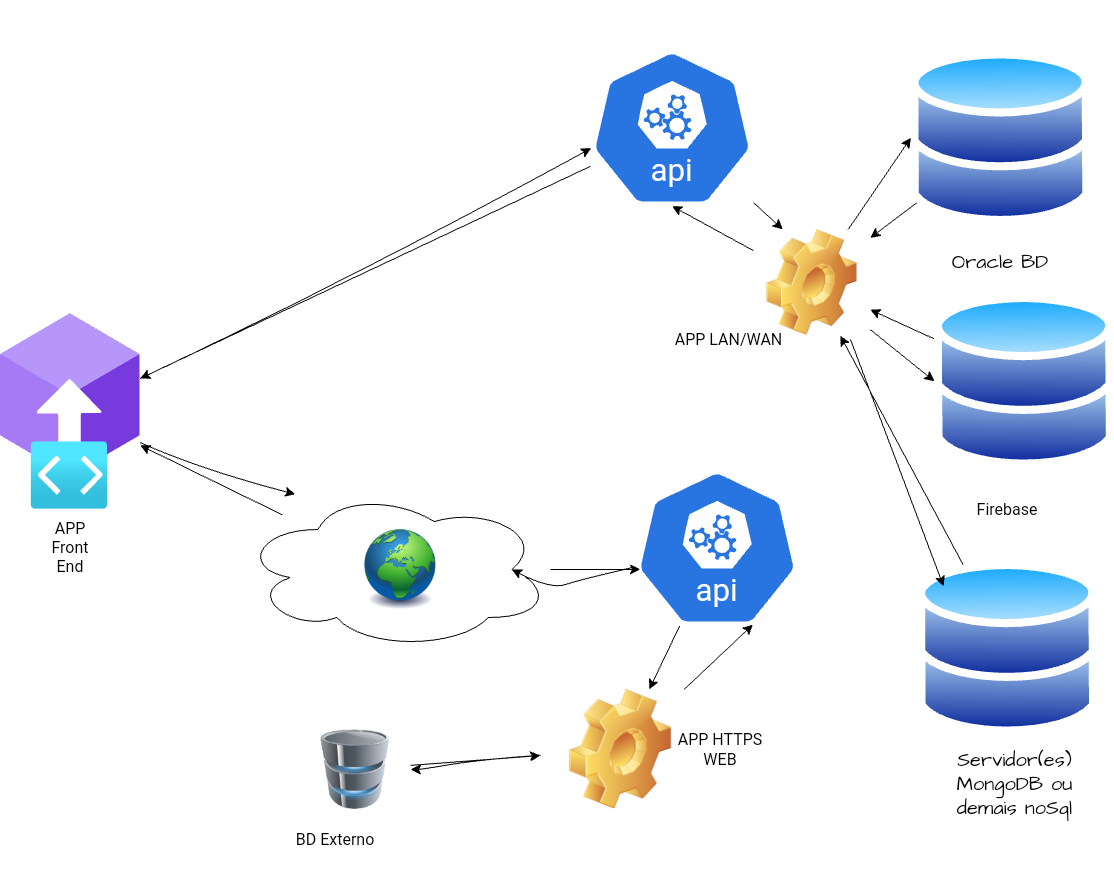 api
Oracle BD
APP LAN/WAN
Firebase
APP
Front
End
api
APP HTTPS
WEB
Servidor(es)
MongoDB ou
demais noSql
BD Externo